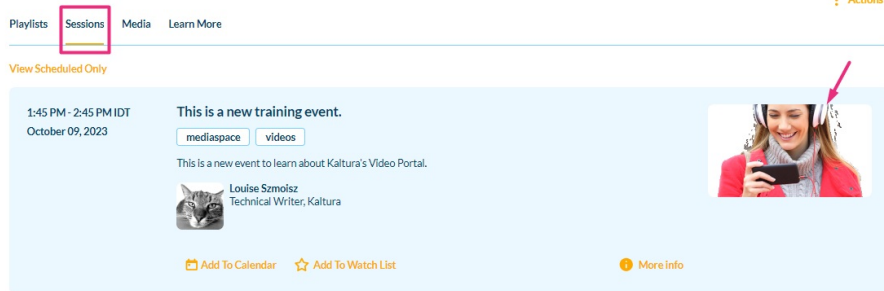 Actions
Playlists Sessions Media Learn More
View Scheduled Only
1:45 PM - 2:45 PM IDT
October 09, 2023
This is a new training event.
mediaspace videos
This is a new event to learn about Kaltura's Video Portal.
Louise Szmoisz
Technical Writer, Kaltura
Add To Calendar Add To Watch List More info